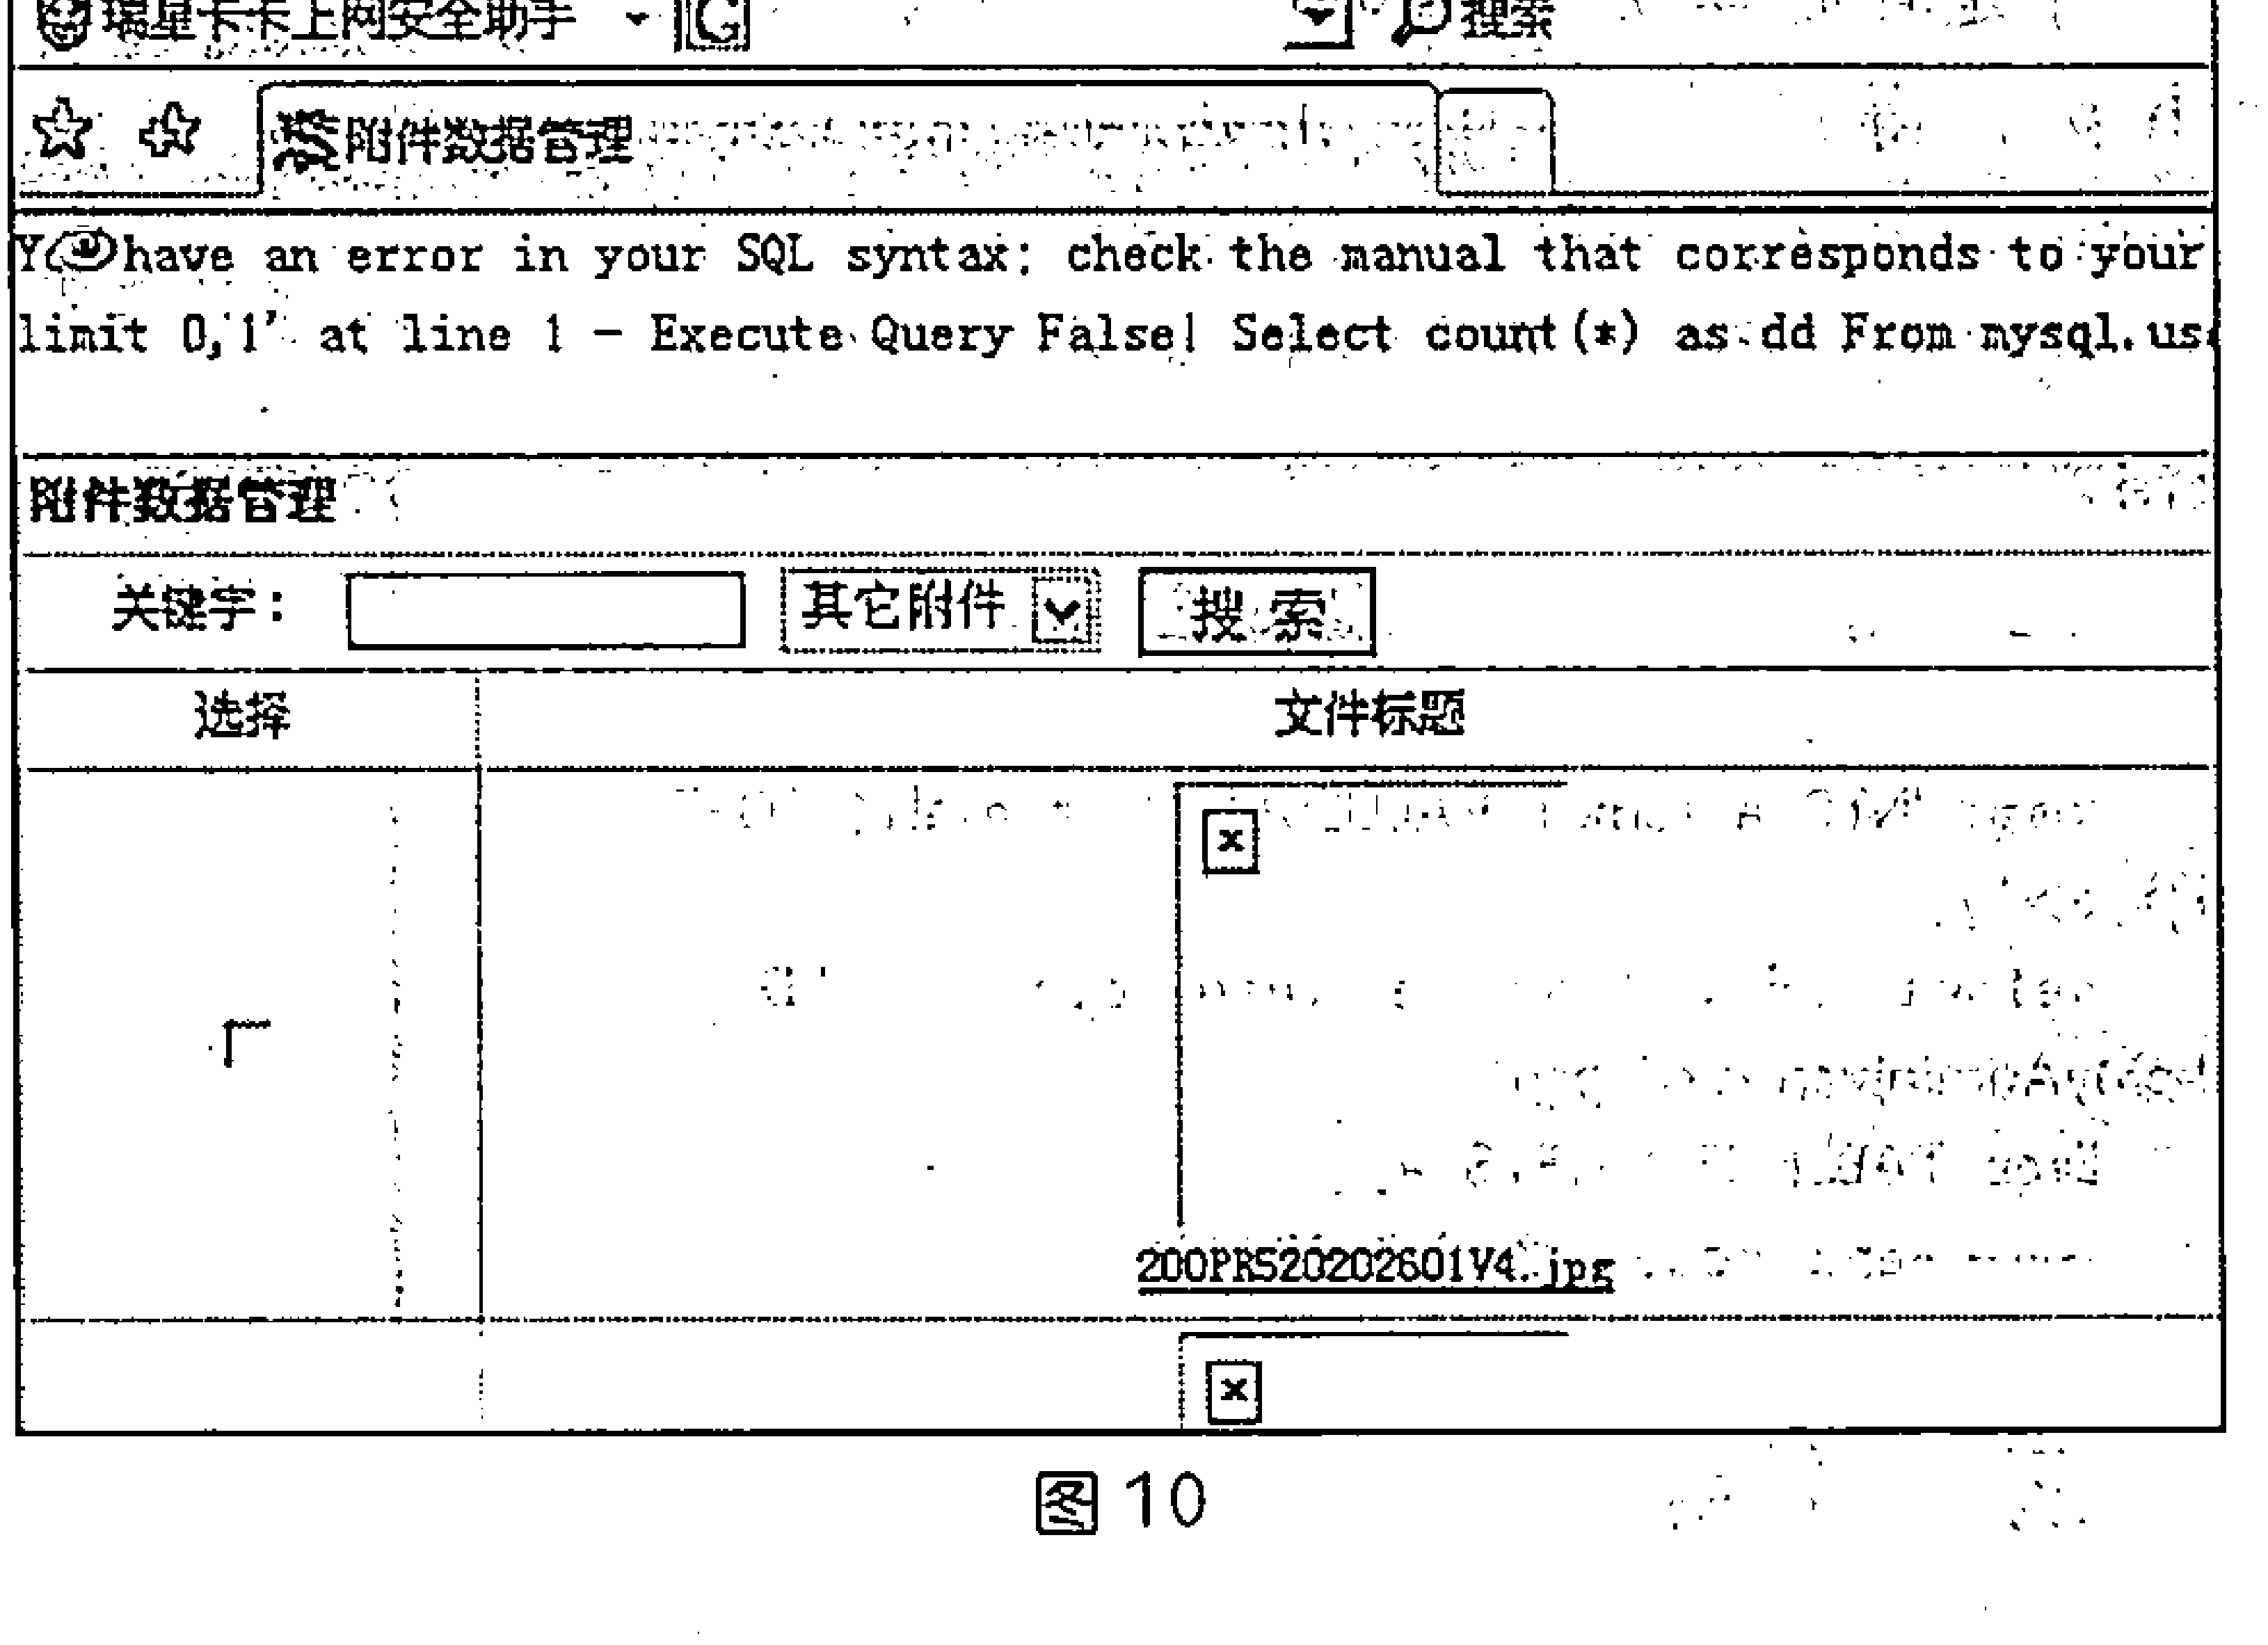 瑞星卡卡上网安全助手 搜索
附件数据管理
have an error in your SQL syntax; check the manual that corresponds to your
limit 0,1' at line 1 - Execute Query False! Select count(*) as dd From mysql.us
附件数据管理
关键字: 其它附件 搜 索
选择 文件标题
200PRS20202601V4.jpg
图 10